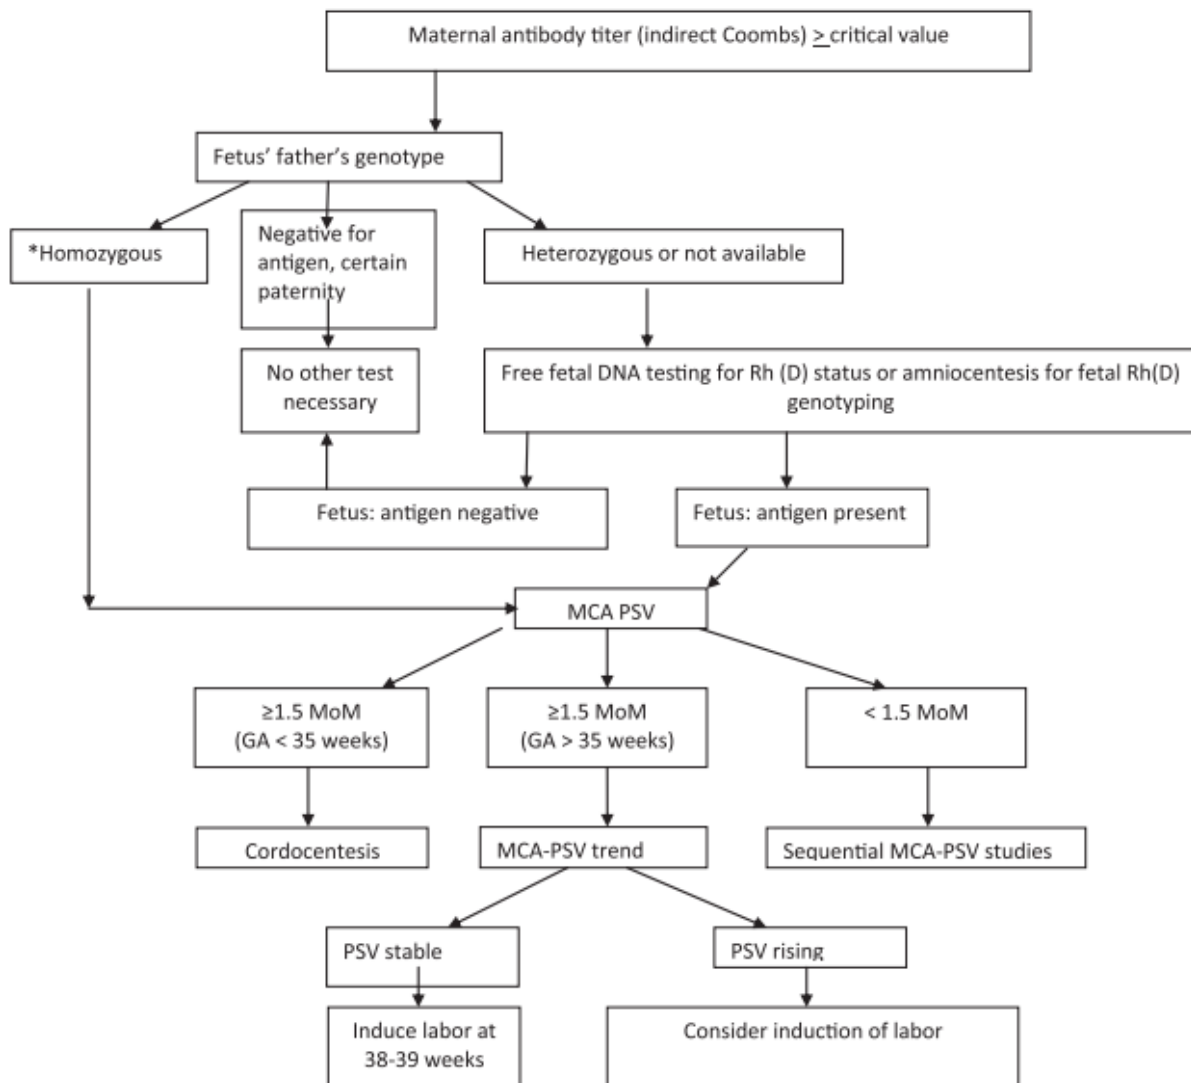 Maternal antibody titer (indirect Coombs) ≥ critical value
Fetus' father's genotype
*Homozygous
Negative for
antigen, certain
paternity
Heterozygous or not available
No other test
necessary
Free fetal DNA testing for Rh (D) status or amniocentesis for fetal Rh(D)
genotyping
Fetus: antigen negative
Fetus: antigen present
MCA PSV
≥1.5 MoM
(GA < 35 weeks)
≥1.5 MoM
(GA > 35 weeks)
< 1.5 MoM
Cordocentesis
MCA-PSV trend
Sequential MCA-PSV studies
PSV stable
PSV rising
Induce labor at
38-39 weeks
Consider induction of labor